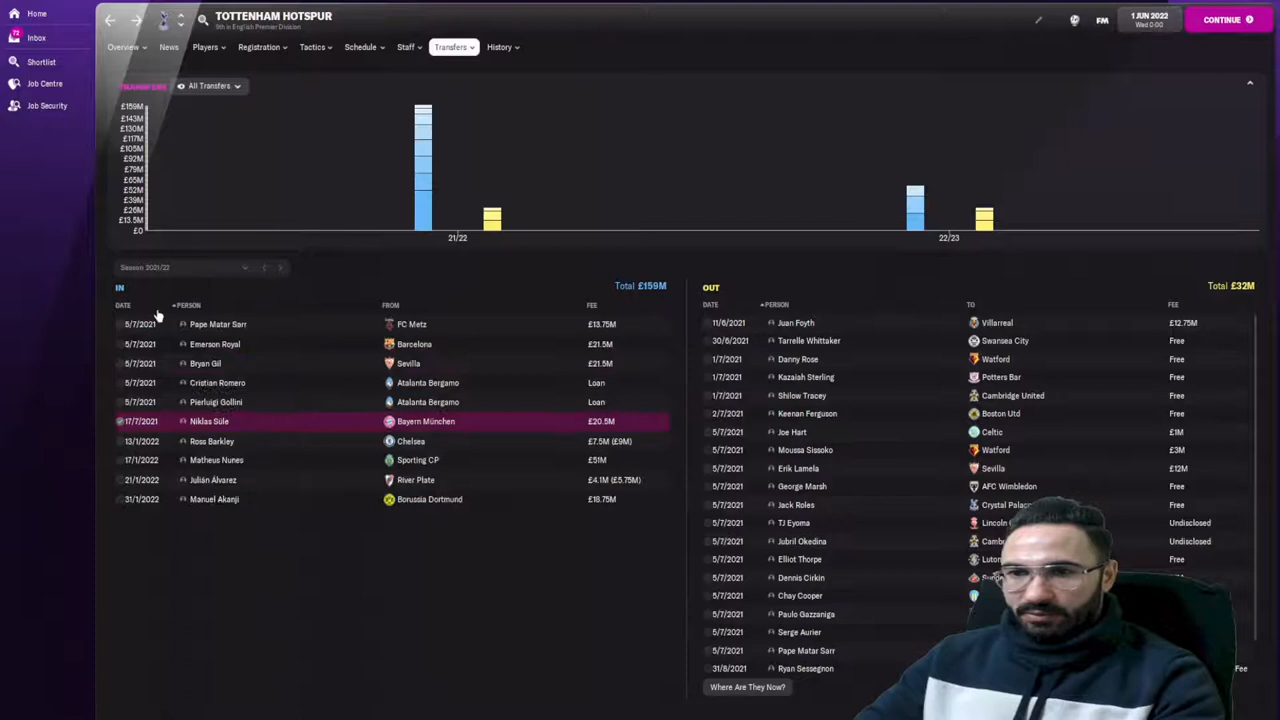 Home
TOTTENHAM HOTSPUR
9th in English Premier Division
FM
1 JUN 2022
Wed 0:00
CONTINUE
72
Inbox
Overview
News
Players
Registration
Tactics
Schedule
Staff
Transfers
History
Shortlist
Job Centre
Job Security
All Transfers
£159M
£143M
£130M
£117M
£105M
£92M
£79M
£65M
£52M
£39M
£26M
£13.5M
£0
21/22
22/23
Season 2021/22
IN
Total £159M
DATE PERSON FROM FEE
5/7/2021 Pape Matar Sarr FC Metz £13.75M
5/7/2021 Emerson Royal Barcelona £21.5M
5/7/2021 Bryan Gil Sevilla £21.5M
5/7/2021 Cristian Romero Atalanta Bergamo Loan
5/7/2021 Pierluigi Gollini Atalanta Bergamo Loan
17/7/2021 Niklas Süle Bayern München £20.5M
13/1/2022 Ross Barkley Chelsea £7.5M (£9M)
17/1/2022 Matheus Nunes Sporting CP £51M
21/1/2022 Julián Álvarez River Plate £4.1M (£5.75M)
31/1/2022 Manuel Akanji Borussia Dortmund £18.75M
OUT
Total £32M
DATE PERSON TO FEE
11/6/2021 Juan Foyth Villarreal £12.75M
30/6/2021 Tarrelle Whittaker Swansea City Free
1/7/2021 Danny Rose Watford Free
1/7/2021 Kazaiah Sterling Potters Bar Free
1/7/2021 Shilow Tracey Cambridge United Free
2/7/2021 Keenan Ferguson Boston Utd Free
5/7/2021 Joe Hart Celtic £1M
5/7/2021 Moussa Sissoko Watford £3M
5/7/2021 Erik Lamela Sevilla £12M
5/7/2021 George Marsh AFC Wimbledon Free
5/7/2021 Jack Roles Crystal Palace Free
5/7/2021 TJ Eyoma Lincoln Undisclosed
5/7/2021 Jubril Okedina Camb Undisclosed
5/7/2021 Elliot Thorpe Luton Free
5/7/2021 Dennis Cirkin
5/7/2021 Chay Cooper
5/7/2021 Paulo Gazzaniga
5/7/2021 Serge Aurier
5/7/2021 Pape Matar Sarr
31/8/2021 Ryan Sessegnon Fee
Where Are They Now?